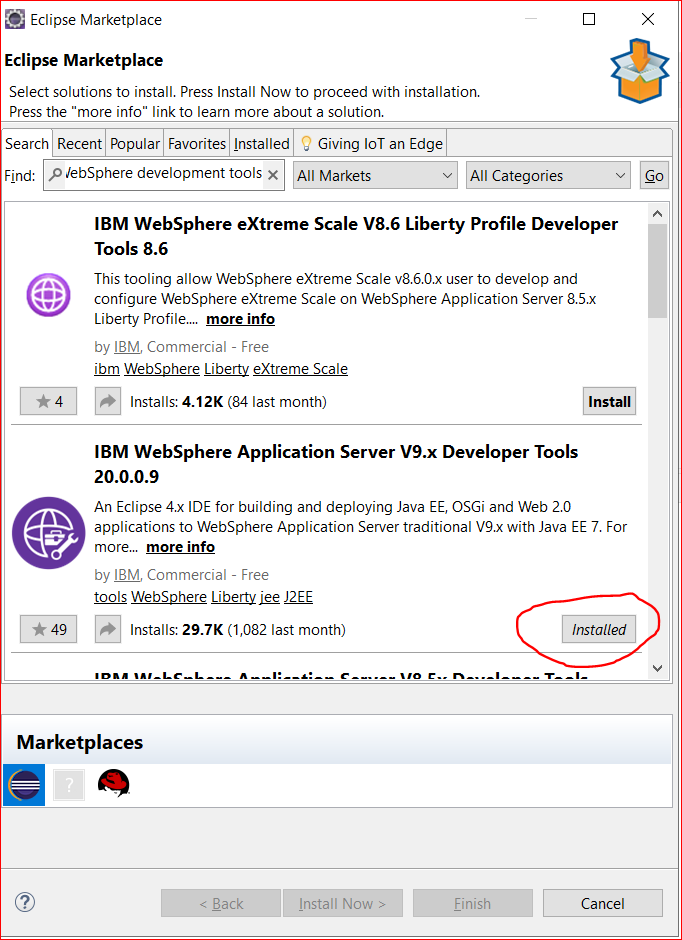 Eclipse Marketplace
Eclipse Marketplace
Select solutions to install. Press Install Now to proceed with installation.
Press the "more info" link to learn more about a solution.
Search Recent Popular Favorites Installed Giving IoT an Edge
Find: WebSphere development tools All Markets All Categories Go
IBM WebSphere eXtreme Scale V8.6 Liberty Profile Developer
Tools 8.6
This tooling allow WebSphere eXtreme Scale v8.6.0.x user to develop and
configure WebSphere eXtreme Scale on WebSphere Application Server 8.5.x
Liberty Profile.... more info
by IBM, Commercial - Free
ibm WebSphere Liberty eXtreme Scale
4 Installs: 4.12K (84 last month) Install
IBM WebSphere Application Server V9.x Developer Tools
20.0.0.9
An Eclipse 4.x IDE for building and deploying Java EE, OSGi and Web 2.0
applications to WebSphere Application Server traditional V9.x with Java EE 7. For
more... more info
by IBM, Commercial - Free
tools WebSphere Liberty jee J2EE
49 Installs: 29.7K (1,082 last month) Installed
IBM WebSphere Application Server V8.5x Developer Tools
Marketplaces
?
? < Back Install Now > Finish Cancel